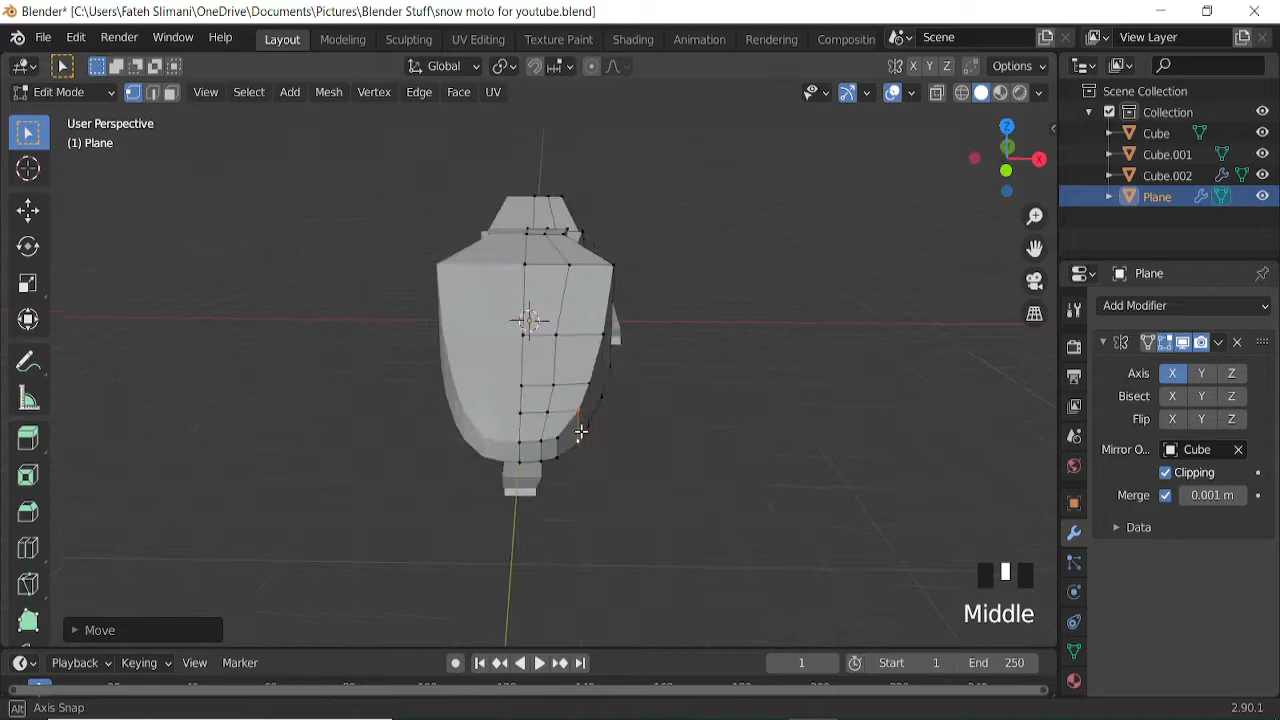 Blender* [C:\Users\Fateh Slimani\OneDrive\Documents\Pictures\Blender Stuff\snow moto for youtube.blend]
File Edit Render Window Help Layout Modeling Sculpting UV Editing Texture Paint Shading Animation Rendering Compositin Scene View Layer
Global Options X Y Z
Edit Mode View Select Add Mesh Vertex Edge Face UV
Scene Collection
Collection
Cube
Cube.001
Cube.002
Plane
User Perspective
(1) Plane
Z
X
Plane
Add Modifier
Axis X Y Z
Bisect X Y Z
Flip X Y Z
Mirror O... Cube
Clipping
Merge 0.001 m
Data
Middle
Move
Playback Keying View Marker 1 Start 1 End 250
Alt Axis Snap 2.90.1